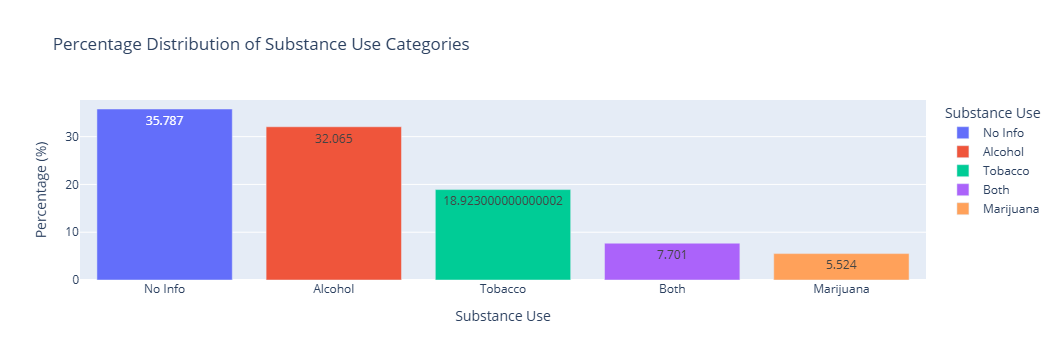 Percentage Distribution of Substance Use Categories
Substance Use
No Info
Alcohol
Tobacco
Both
Marijuana
Percentage (%)
30
20
10
0
35.787
32.065
18.923000000000002
7.701
5.524
No Info
Alcohol
Tobacco
Both
Marijuana
Substance Use